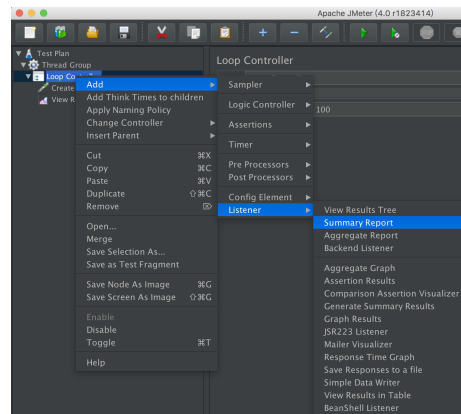 Apache JMeter (4.0 r1823414)
Test Plan
Thread Group
Loop
Create
View R
Loop Controller
100
Add
Add Think Times to children
Apply Naming Policy
Change Controller
Insert Parent
Cut ⌘X
Copy ⌘C
Paste ⌘V
Duplicate ⇧⌘C
Remove ⌦
Open...
Merge
Save Selection As...
Save as Test Fragment
Save Node As Image ⌘G
Save Screen As Image ⇧⌘G
Enable
Disable
Toggle ⌘T
Help
Sampler
Logic Controller
Assertions
Timer
Pre Processors
Post Processors
Config Element
Listener
View Results Tree
Summary Report
Aggregate Report
Backend Listener
Aggregate Graph
Assertion Results
Comparison Assertion Visualizer
Generate Summary Results
Graph Results
JSR223 Listener
Mailer Visualizer
Response Time Graph
Save Responses to a file
Simple Data Writer
View Results in Table
BeanShell Listener